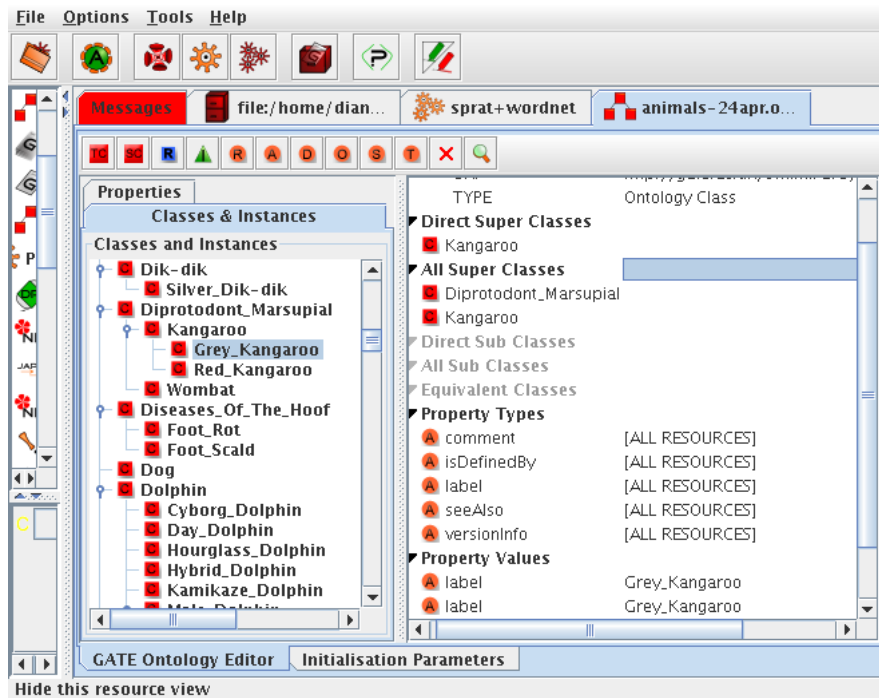 File Options Tools Help
Messages file:/home/dian... sprat+wordnet animals-24apr.o...
TC SC R R A D O S T
Properties
Classes & Instances
Classes and Instances
Dik-dik
Silver_Dik-dik
Diprotodont_Marsupial
Kangaroo
Grey_Kangaroo
Red_Kangaroo
Wombat
Diseases_Of_The_Hoof
Foot_Rot
Foot_Scald
Dog
Dolphin
Cyborg_Dolphin
Day_Dolphin
Hourglass_Dolphin
Hybrid_Dolphin
Kamikaze_Dolphin
TYPE Ontology Class
Direct Super Classes
Kangaroo
All Super Classes
Diprotodont_Marsupial
Kangaroo
Direct Sub Classes
All Sub Classes
Equivalent Classes
Property Types
comment [ALL RESOURCES]
isDefinedBy [ALL RESOURCES]
label [ALL RESOURCES]
seeAlso [ALL RESOURCES]
versionInfo [ALL RESOURCES]
Property Values
label Grey_Kangaroo
label Grey_Kangaroo
GATE Ontology Editor Initialisation Parameters
Hide this resource view